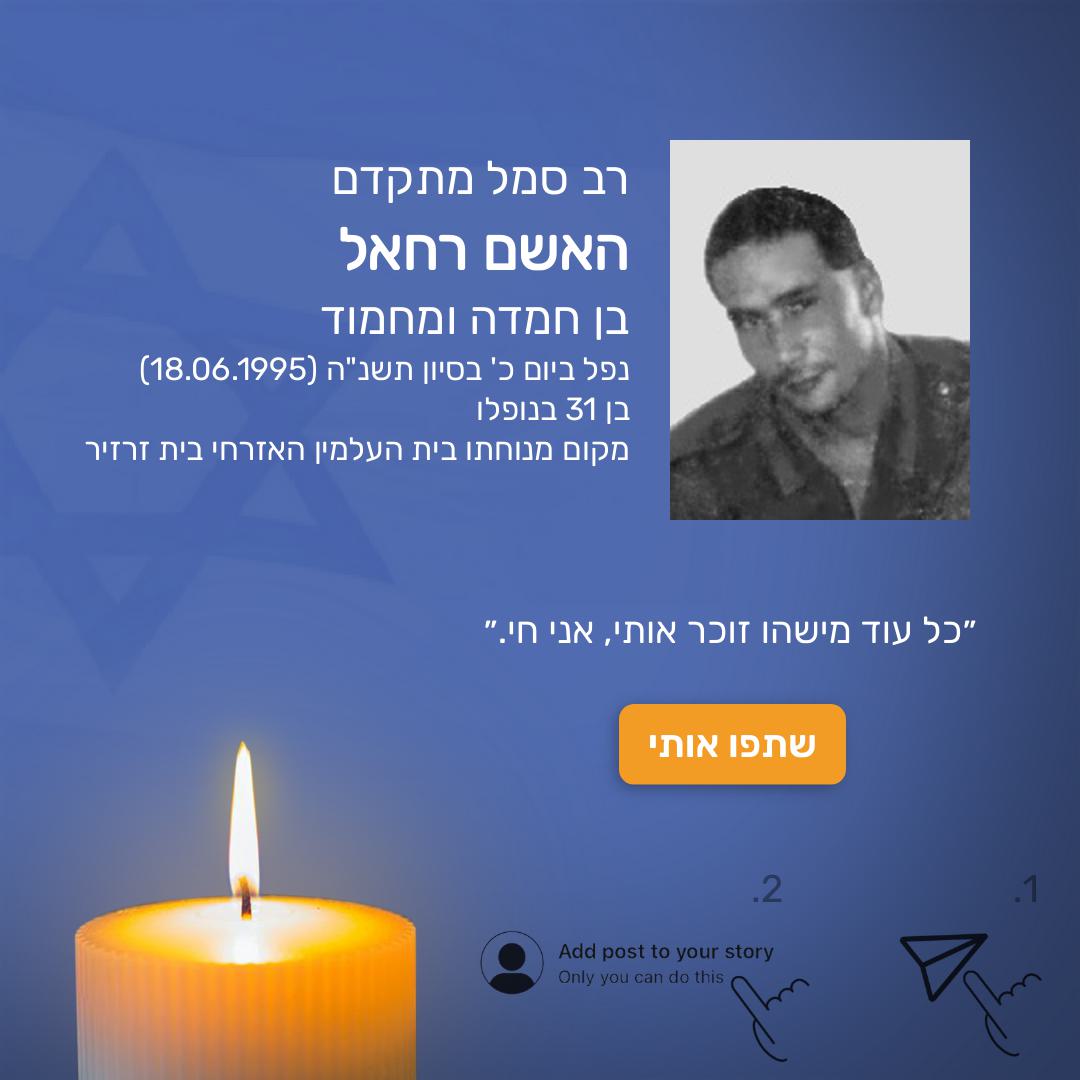 רב סמל מתקדם
האשם רחאל
בן חמדה ומחמוד
נפל ביום כ' בסיון תשנ"ה (18.06.1995)
בן 31 בנופלו
מקום מנוחתו בית העלמין האזרחי בית זרזיר
״כל עוד מישהו זוכר אותי, אני חי.״
שתפו אותי
.1
.2
Add post to your story
Only you can do this